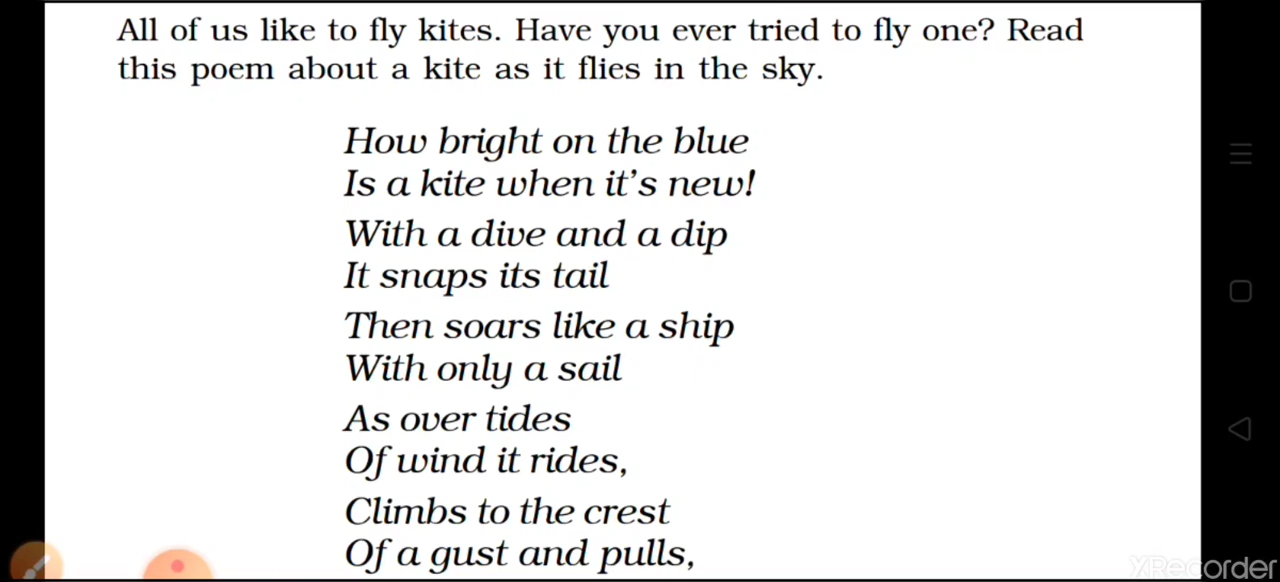 All of us like to fly kites. Have you ever tried to fly one? Read
this poem about a kite as it flies in the sky.
How bright on the blue
Is a kite when it’s new!
With a dive and a dip
It snaps its tail
Then soars like a ship
With only a sail
As over tides
Of wind it rides,
Climbs to the crest
Of a gust and pulls,
XRecorder